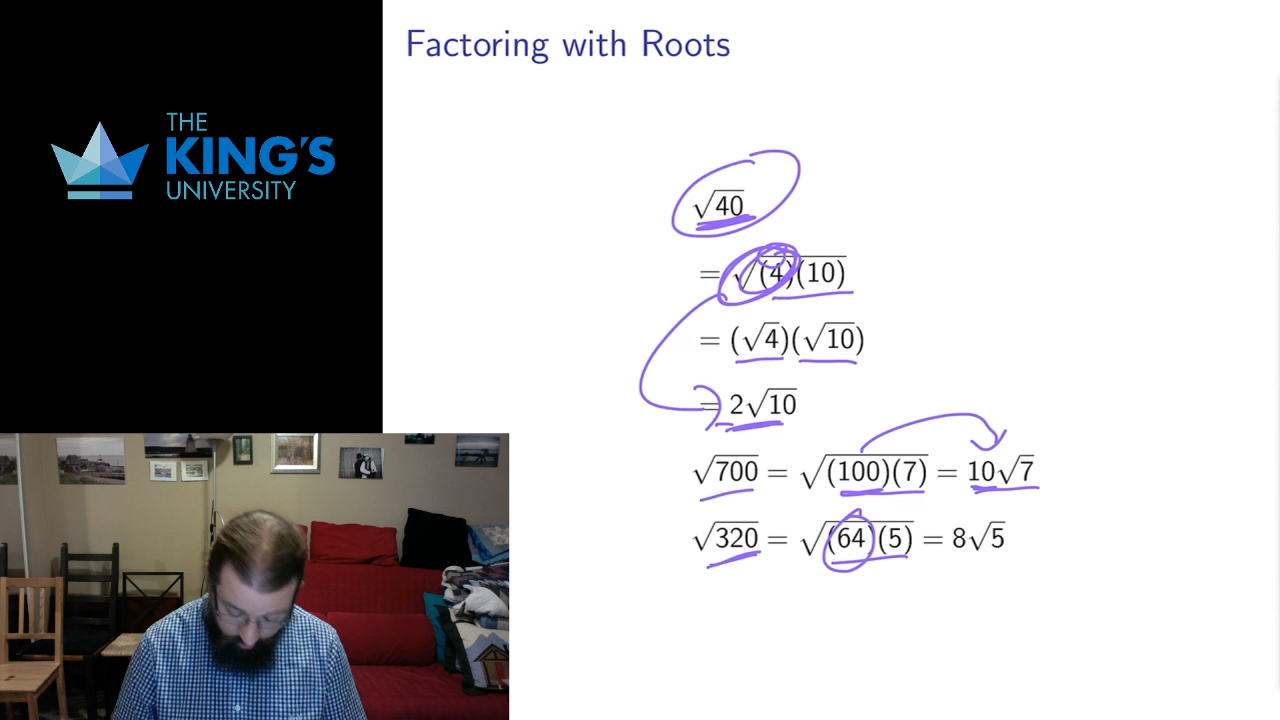 THE
KING'S
UNIVERSITY
Factoring with Roots
√40
= √(4)(10)
= (√4)(√10)
= 2√10
√700 = √(100)(7) = 10√7
√320 = √(64)(5) = 8√5